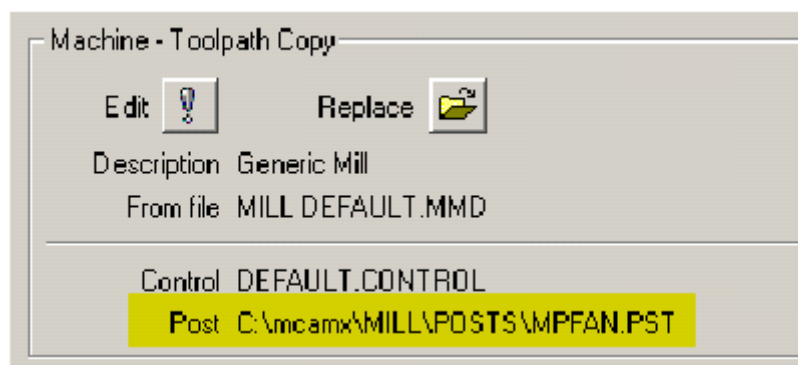 Machine - Toolpath Copy
Edit Replace
Description Generic Mill
From file MILL DEFAULT.MMD
Control DEFAULT.CONTROL
Post C:\mcamx\MILL\POSTS\MPFAN.PST